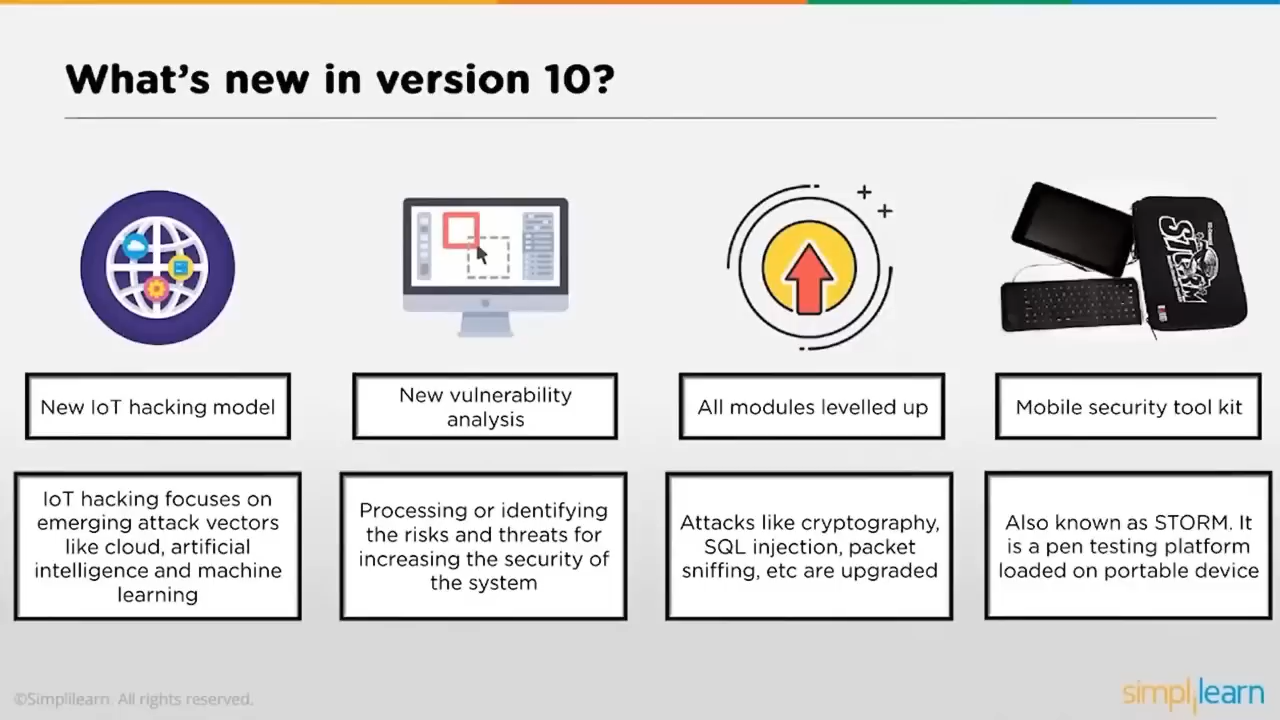 What's new in version 10?
STORM
New IoT hacking model
New vulnerability
analysis
All modules levelled up
Mobile security tool kit
IoT hacking focuses on
emerging attack vectors
like cloud, artificial
intelligence and machine
learning
Processing or identifying
the risks and threats for
increasing the security of
the system
Attacks like cryptography,
SQL injection, packet
sniffing, etc are upgraded
Also known as STORM. It
is a pen testing platform
loaded on portable device
©Simplilearn. All rights reserved.
simplilearn